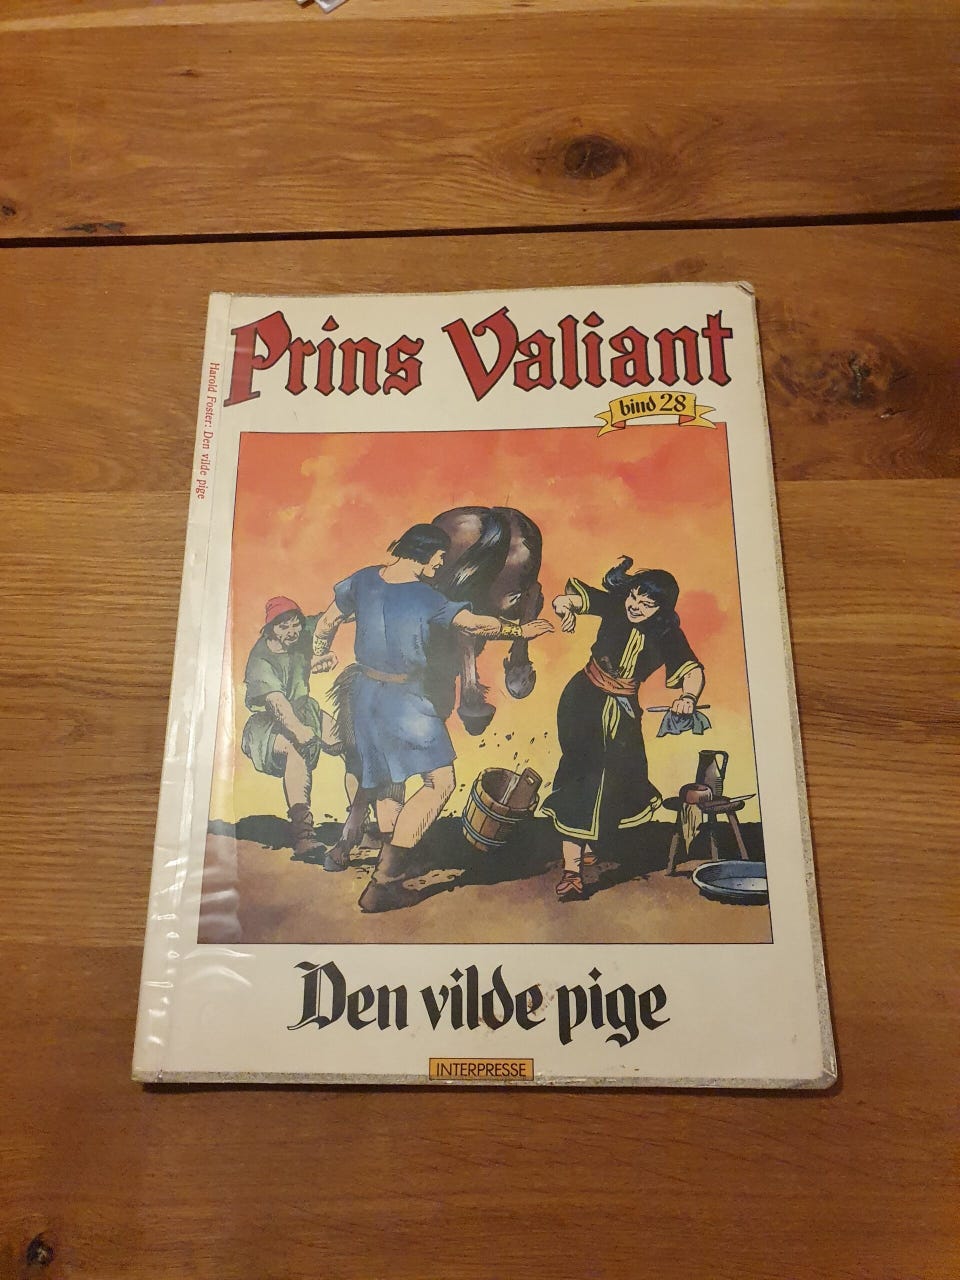 Prins Valiant
bind 28
Harold Foster: Den vilde pige
Den vilde pige
INTERPRESSE